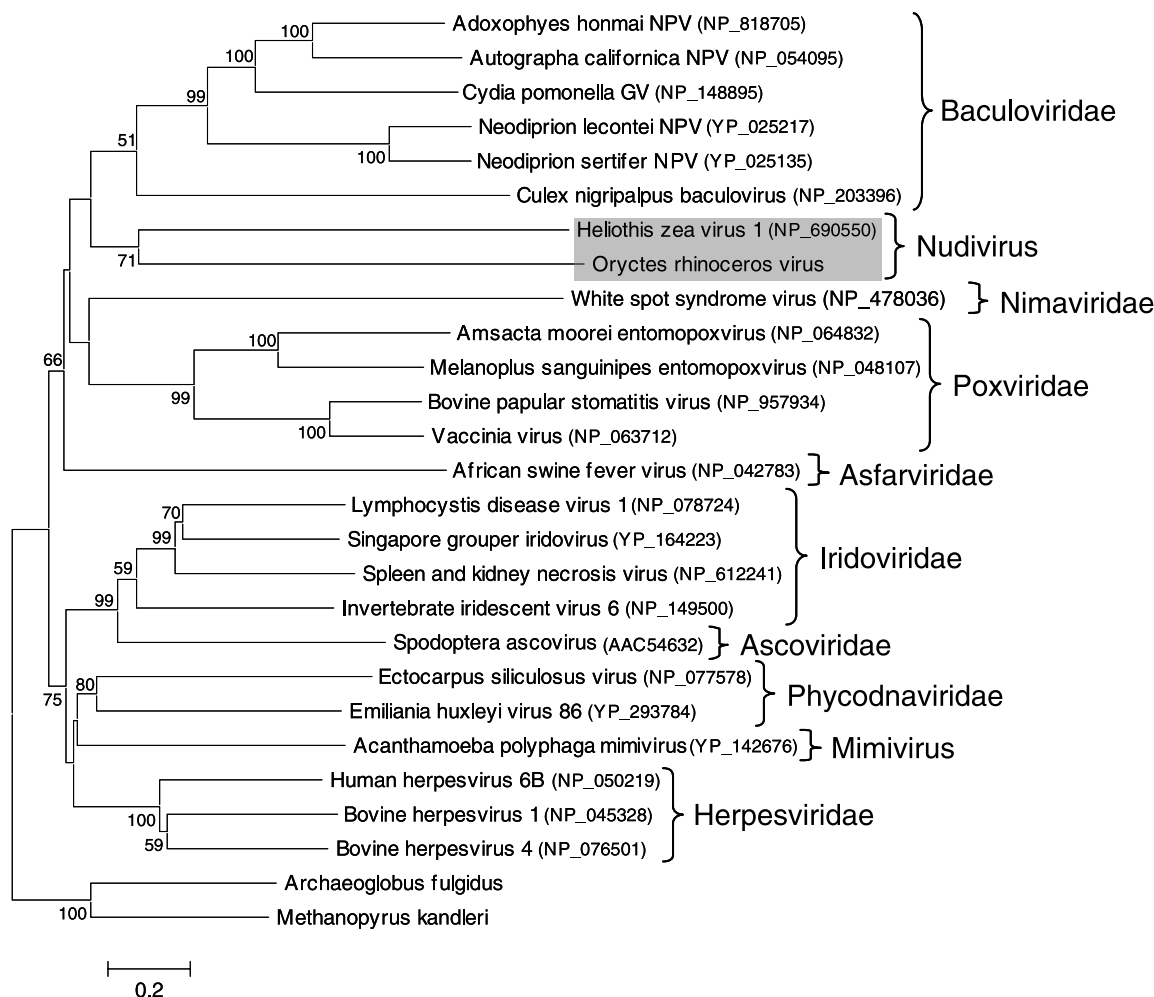 100
Adoxophyes honmai NPV (NP_818705)
100
Autographa californica NPV (NP_054095)
99
Cydia pomonella GV (NP_148895)
Baculoviridae
51
Neodiprion lecontei NPV (YP_025217)
100
Neodiprion sertifer NPV (YP_025135)
Culex nigripalpus baculovirus (NP_203396)
Heliothis zea virus 1 (NP_690550)
Nudivirus
71
Oryctes rhinoceros virus
White spot syndrome virus (NP_478036)
Nimaviridae
66
100
Amsacta moorei entomopoxvirus (NP_064832)
Melanoplus sanguinipes entomopoxvirus (NP_048107)
Poxviridae
99
Bovine papular stomatitis virus (NP_957934)
100
Vaccinia virus (NP_063712)
African swine fever virus (NP_042783)
Asfarviridae
70
Lymphocystis disease virus 1(NP_078724)
99
Singapore grouper iridovirus (YP_164223)
Iridoviridae
59
Spleen and kidney necrosis virus (NP_612241)
99
Invertebrate iridescent virus 6 (NP_149500)
Spodoptera ascovirus (AAC54632)
Ascoviridae
75
80
Ectocarpus siliculosus virus (NP_077578)
Phycodnaviridae
Emiliania huxleyi virus 86 (YP_293784)
Acanthamoeba polyphaga mimivirus(YP_142676)
Mimivirus
Human herpesvirus 6B (NP_050219)
100
Bovine herpesvirus 1 (NP_045328)
Herpesviridae
59
Bovine herpesvirus 4 (NP_076501)
Archaeoglobus fulgidus
100
Methanopyrus kandleri
0.2